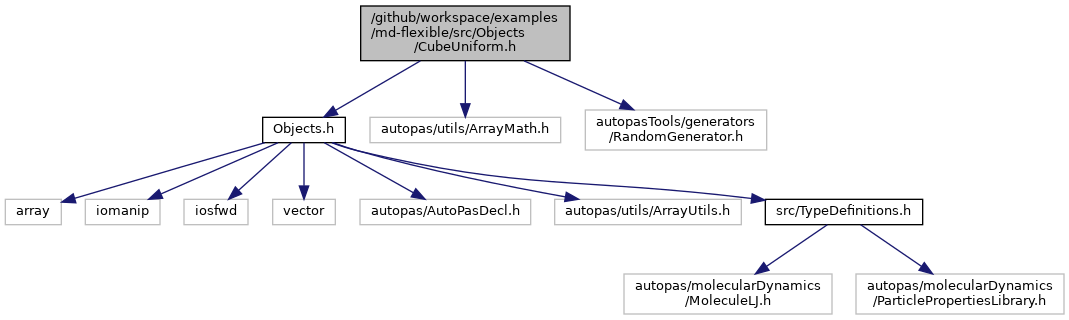 /github/workspace/examples
/md-flexible/src/Objects
/CubeUniform.h
Objects.h
autopas/utils/ArrayMath.h
autopasTools/generators
/RandomGenerator.h
array
iomanip
iosfwd
vector
autopas/AutoPasDecl.h
autopas/utils/ArrayUtils.h
src/TypeDefinitions.h
autopas/molecularDynamics
/MoleculeLJ.h
autopas/molecularDynamics
/ParticlePropertiesLibrary.h